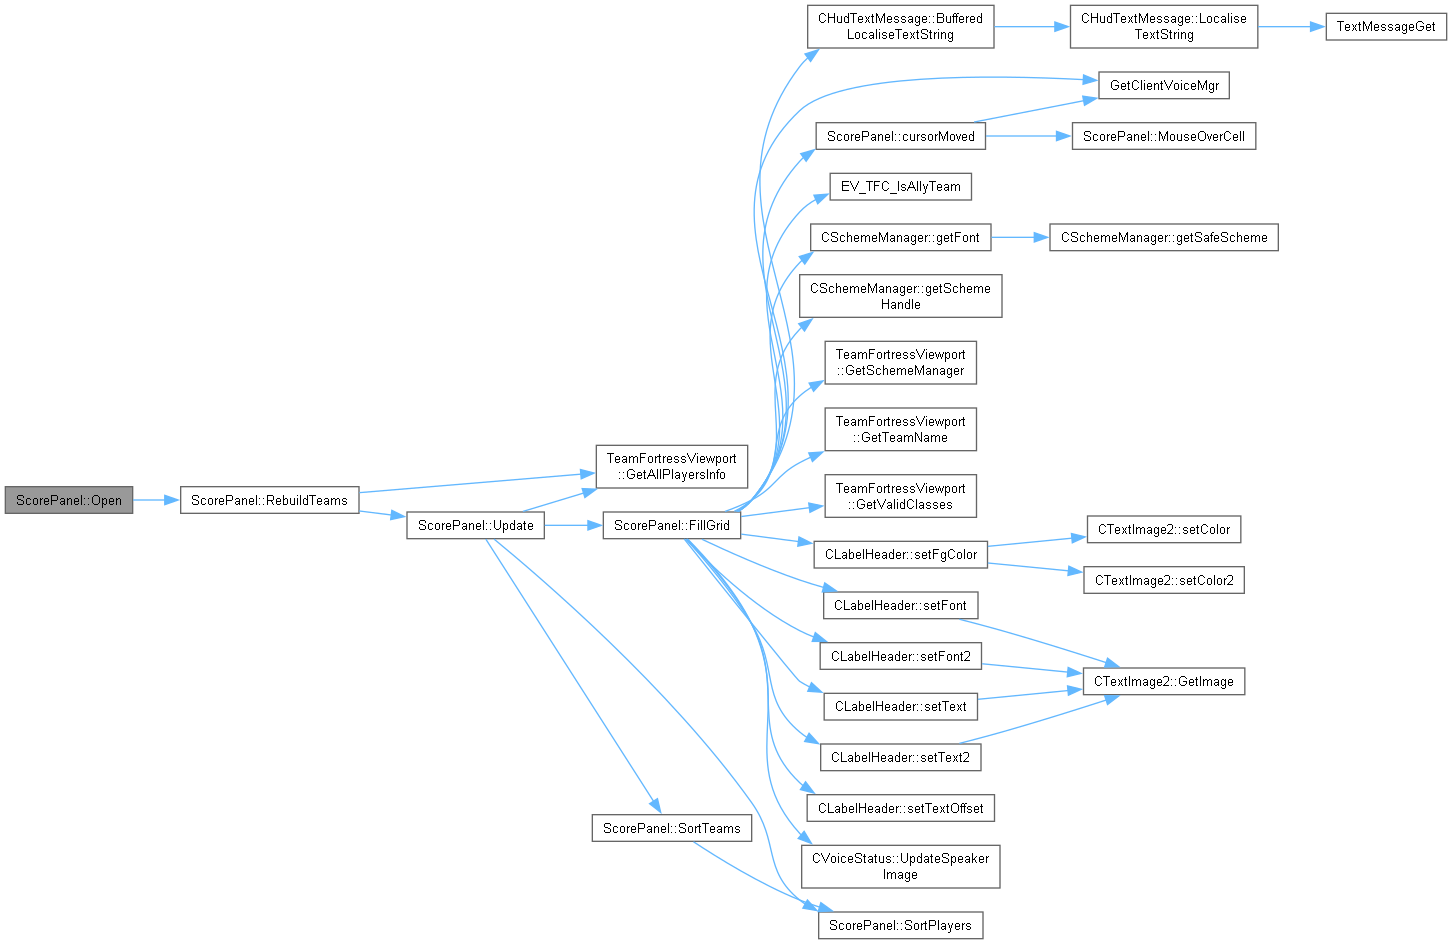 CHudTextMessage::Buffered
LocaliseTextString
CHudTextMessage::Localise
TextString
TextMessageGet
GetClientVoiceMgr
ScorePanel::cursorMoved
ScorePanel::MouseOverCell
EV_TFC_IsAllyTeam
CSchemeManager::getFont
CSchemeManager::getSafeScheme
CSchemeManager::getScheme
Handle
TeamFortressViewport
::GetSchemeManager
TeamFortressViewport
::GetTeamName
TeamFortressViewport
::GetAllPlayersInfo
TeamFortressViewport
::GetValidClasses
ScorePanel::Open
ScorePanel::RebuildTeams
ScorePanel::Update
ScorePanel::FillGrid
CLabelHeader::setFgColor
CTextImage2::setColor
CTextImage2::setColor2
CLabelHeader::setFont
CLabelHeader::setFont2
CTextImage2::GetImage
CLabelHeader::setText
CLabelHeader::setText2
CLabelHeader::setTextOffset
ScorePanel::SortTeams
CVoiceStatus::UpdateSpeaker
Image
ScorePanel::SortPlayers